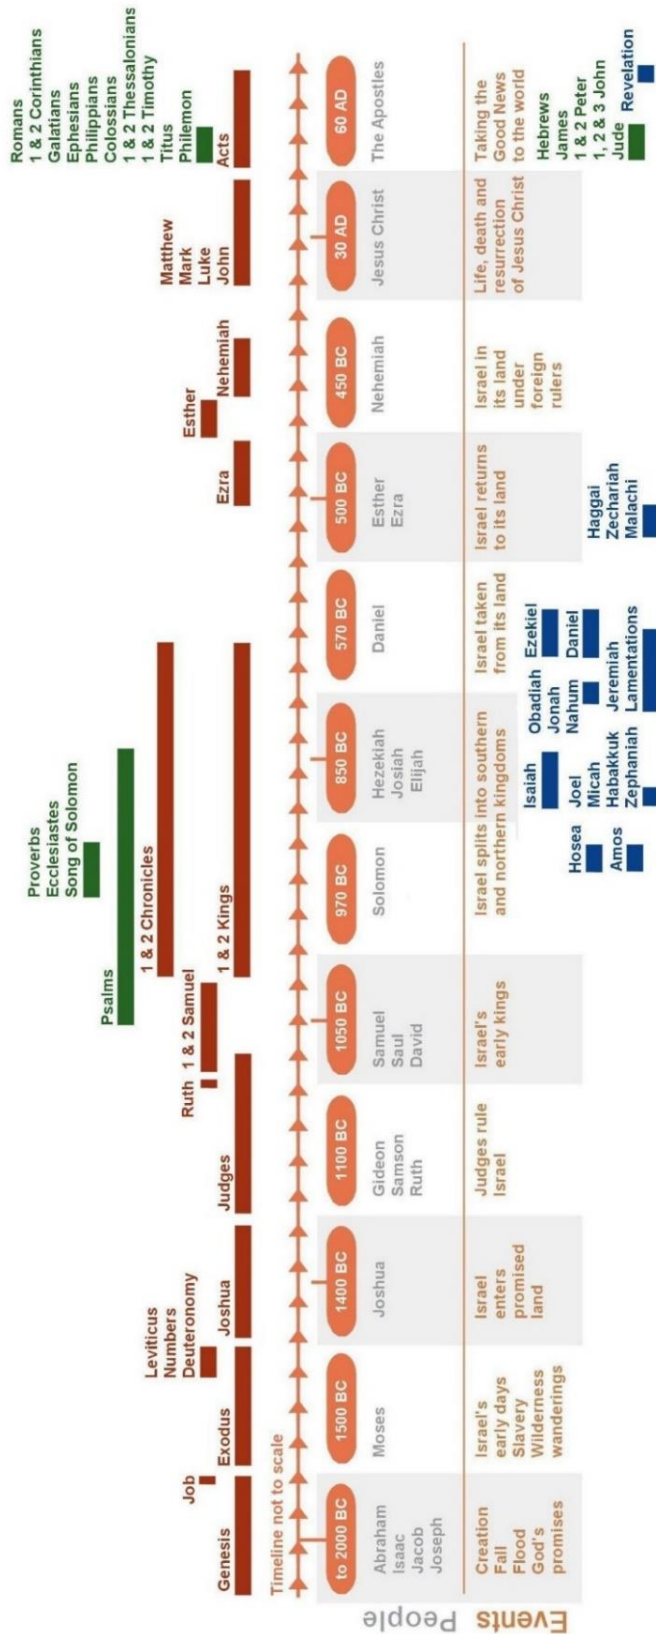 Romans
1 & 2 Corinthians
Galatians
Ephesians
Philippians
Colossians
1 & 2 Thessalonians
1 & 2 Timothy
Titus
Philemon
Proverbs
Ecclesiastes
Song of Solomon
Psalms
Matthew
Mark
Luke
John
Leviticus
Numbers
Deuteronomy
1 & 2 Chronicles
Job
Ruth 1 & 2 Samuel
Esther
Genesis
Exodus
Joshua
Judges
1 & 2 Kings
Ezra
Nehemiah
Acts
Timeline not to scale
to 2000 BC
1500 BC
1400 BC
1100 BC
1050 BC
970 BC
850 BC
570 BC
500 BC
450 BC
30 AD
60 AD
People
Abraham
Isaac
Jacob
Joseph
Moses
Joshua
Gideon
Samson
Ruth
Samuel
Saul
David
Solomon
Hezekiah
Josiah
Elijah
Daniel
Esther
Ezra
Nehemiah
Jesus Christ
The Apostles
Events
Creation
Fall
Flood
God's
promises
Israel's
early days
Slavery
Wilderness
wanderings
Israel
enters
promised
land
Judges rule
Israel
Israel's
early kings
Israel splits into southern
and northern kingdoms
Israel taken
from its land
Israel returns
to its land
Israel in
its land
under
foreign
rulers
Life, death and
resurrection
of Jesus Christ
Taking the
Good News
to the world
Hosea
Amos
Isaiah
Joel
Micah
Habakkuk
Zephaniah
Obadiah
Jonah
Nahum
Jeremiah
Lamentations
Ezekiel
Daniel
Haggai
Zechariah
Malachi
Hebrews
James
1 & 2 Peter
1, 2 & 3 John
Jude
Revelation